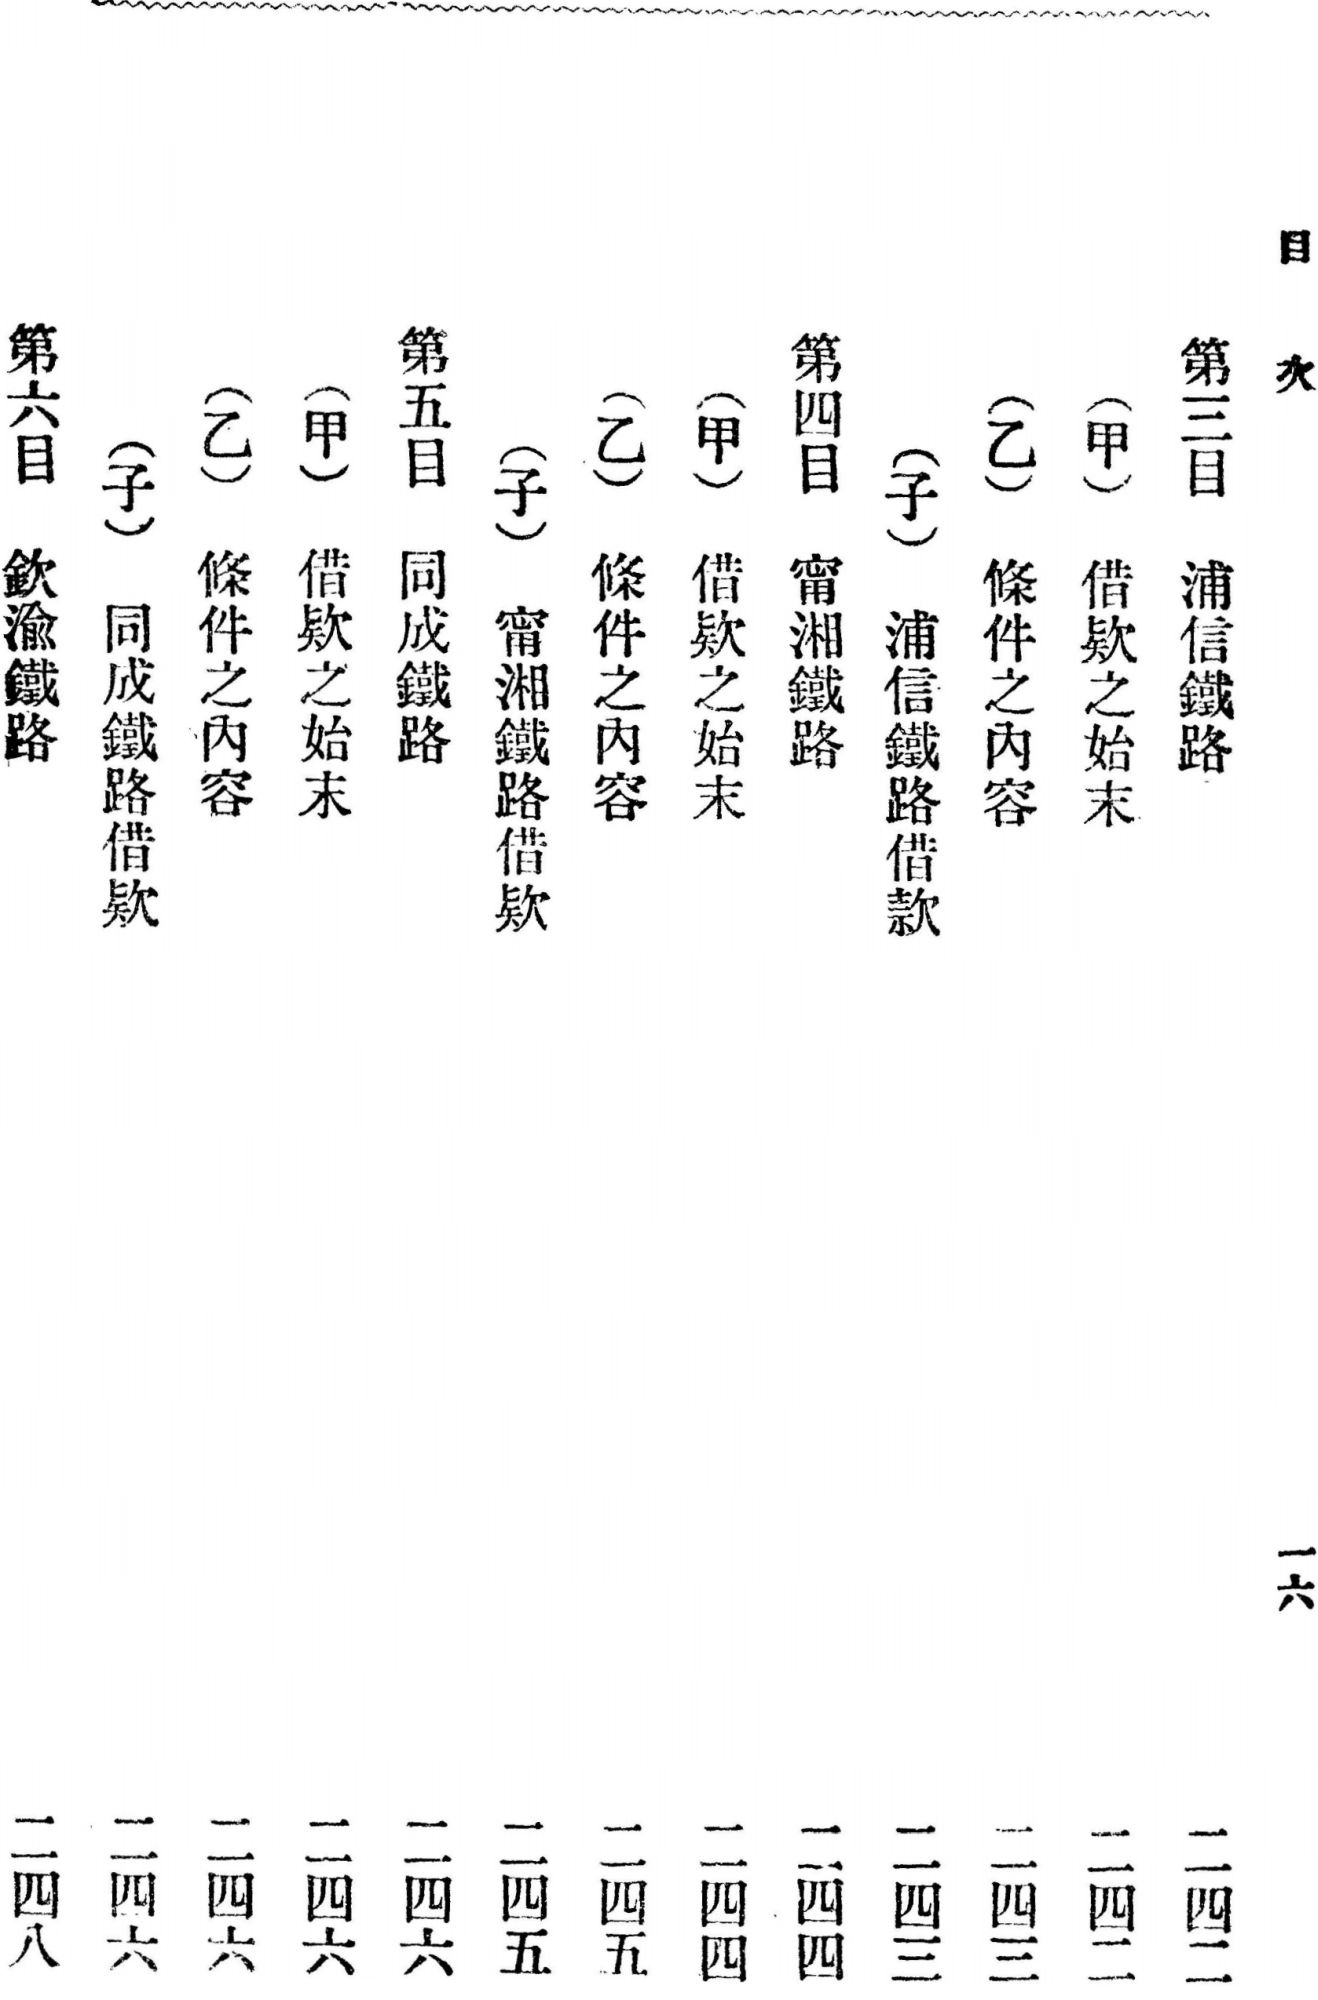 目次
一六
第三目　浦信鐵路　二四二
（甲）　借欵之始末　二四二
（乙）　條件之內容　二四三
（子）　浦信鐵路借款　二四三
第四目　甯湘鐵路　二四四
（甲）　借欵之始末　二四四
（乙）　條件之內容　二四五
（子）　甯湘鐵路借欵　二四五
第五目　同成鐵路　二四六
（甲）　借欵之始末　二四六
（乙）　條件之內容　二四六
（子）　同成鐵路借欵　二四六
第六目　欽渝鐵路　二四八